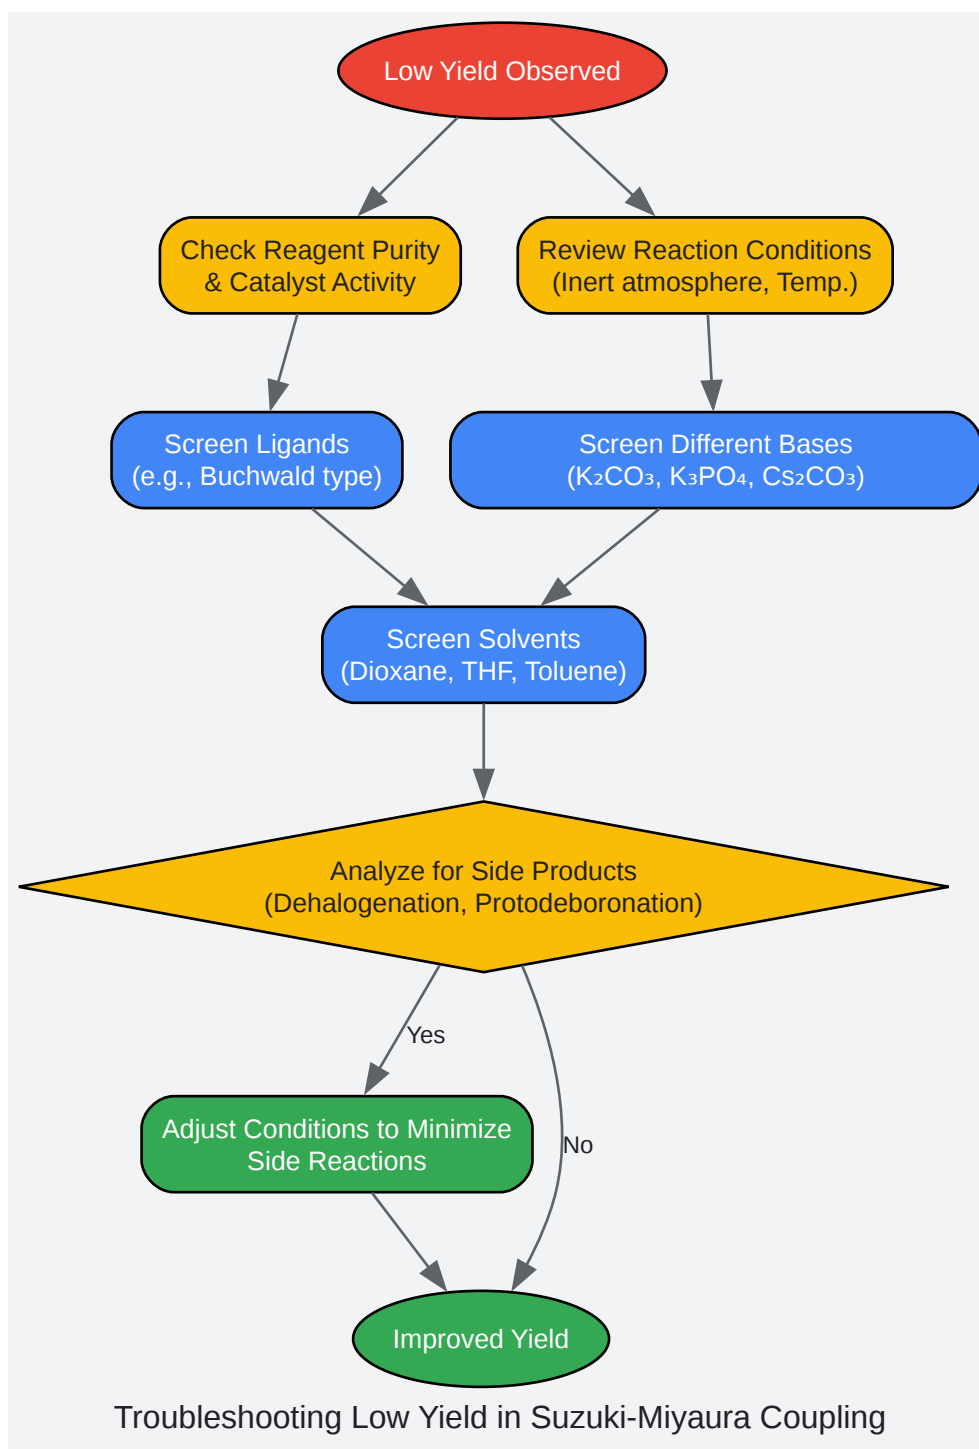 Low Yield Observed
Check Reagent Purity
& Catalyst Activity
Review Reaction Conditions
(Inert atmosphere, Temp.)
Screen Ligands
(e.g., Buchwald type)
Screen Different Bases
(K₂CO₃, K₃PO₄, Cs₂CO₃)
Screen Solvents
(Dioxane, THF, Toluene)
Analyze for Side Products
(Dehalogenation, Protodeboronation)
Yes
Adjust Conditions to Minimize
Side Reactions
No
Improved Yield
Troubleshooting Low Yield in Suzuki-Miyaura Coupling